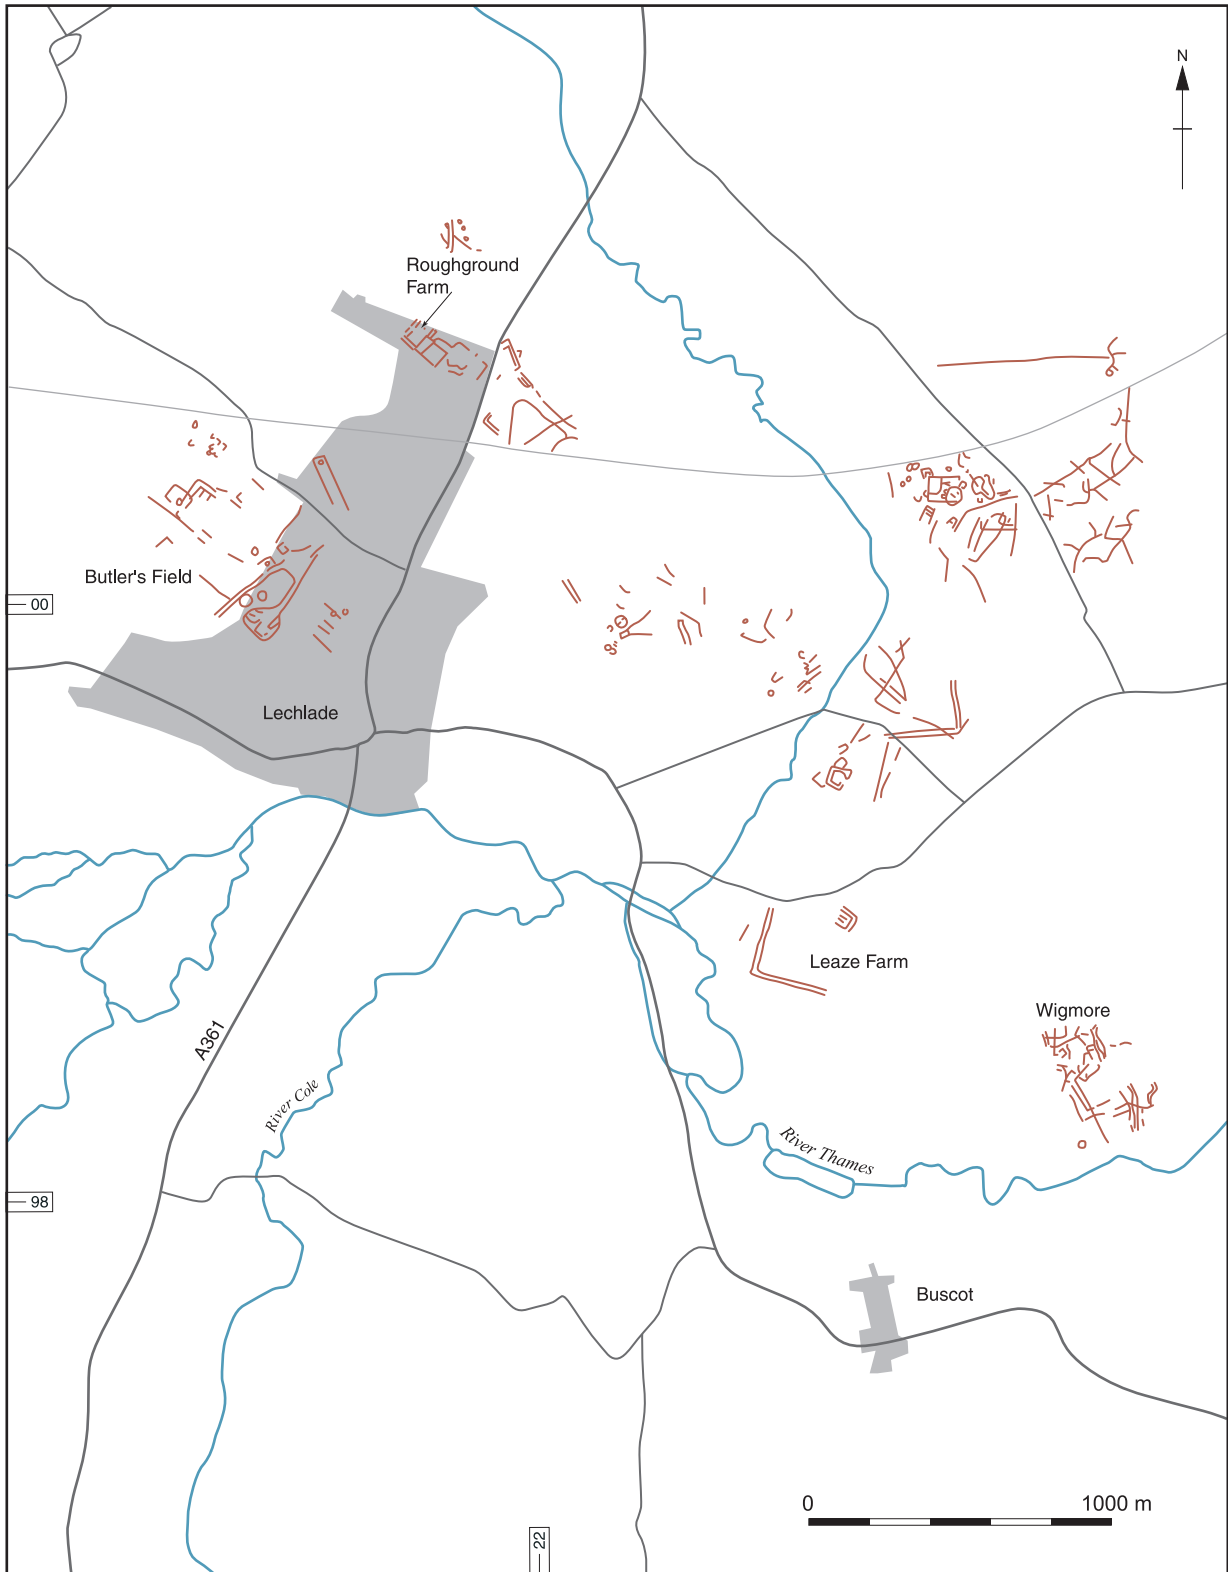 N
Roughground
Farm
Butler's Field
00
Lechlade
Leaze Farm
Wigmore
A361
River Cole
River Thames
98
Buscot
0 1000 m
22